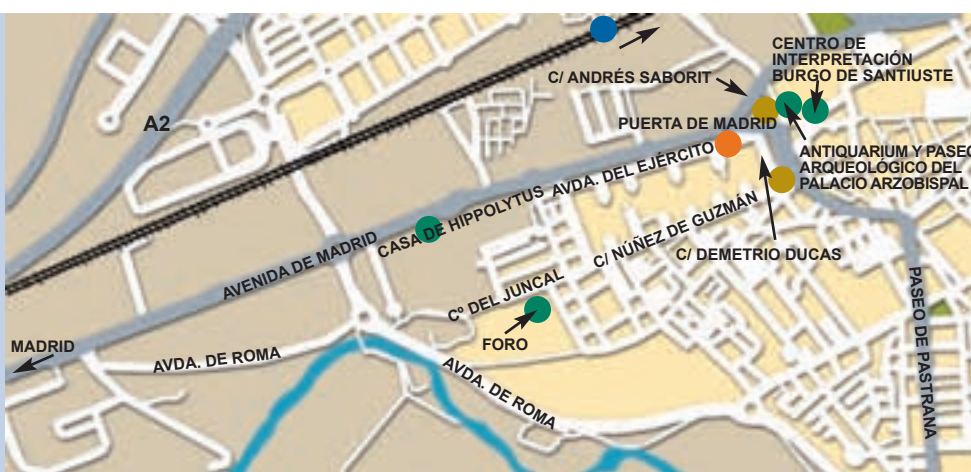 CENTRO DE
INTERPRETACIÓN
BURGO DE SANTIUSTE
C/ ANDRÉS SABORIT
A2
PUERTA DE MADRID
ANTIQUARIUM Y PASEO
ARQUEOLÓGICO DEL
PALACIO ARZOBISPAL
AVDA. DEL EJÉRCITO
CASA DE HIPPOLYTUS
AVENIDA DE MADRID
C/ NÚÑEZ DE GUZMÁN
C/ DEMETRIO DUCAS
Cº DEL JUNCAL
FORO
PASEO DE PASTRANA
MADRID
AVDA. DE ROMA
AVDA. DE ROMA